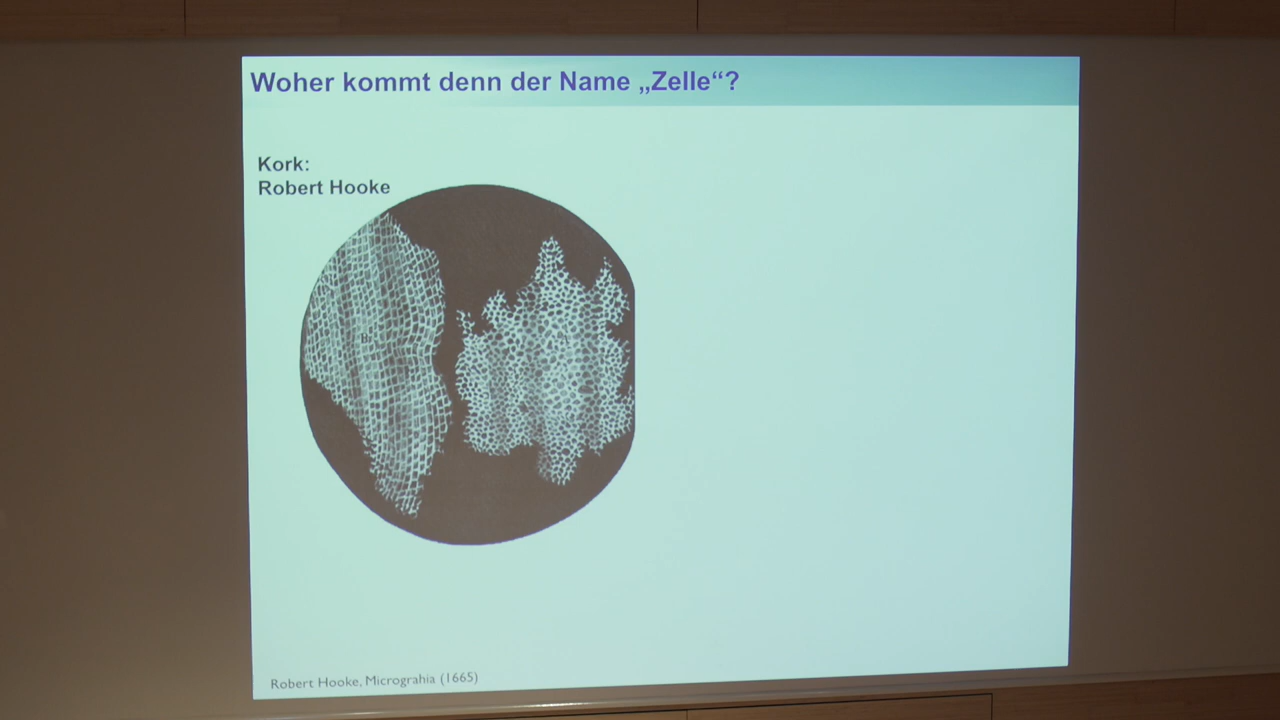 Woher kommt denn der Name „Zelle“?
Kork:
Robert Hooke
Robert Hooke, Micrograhia (1665)